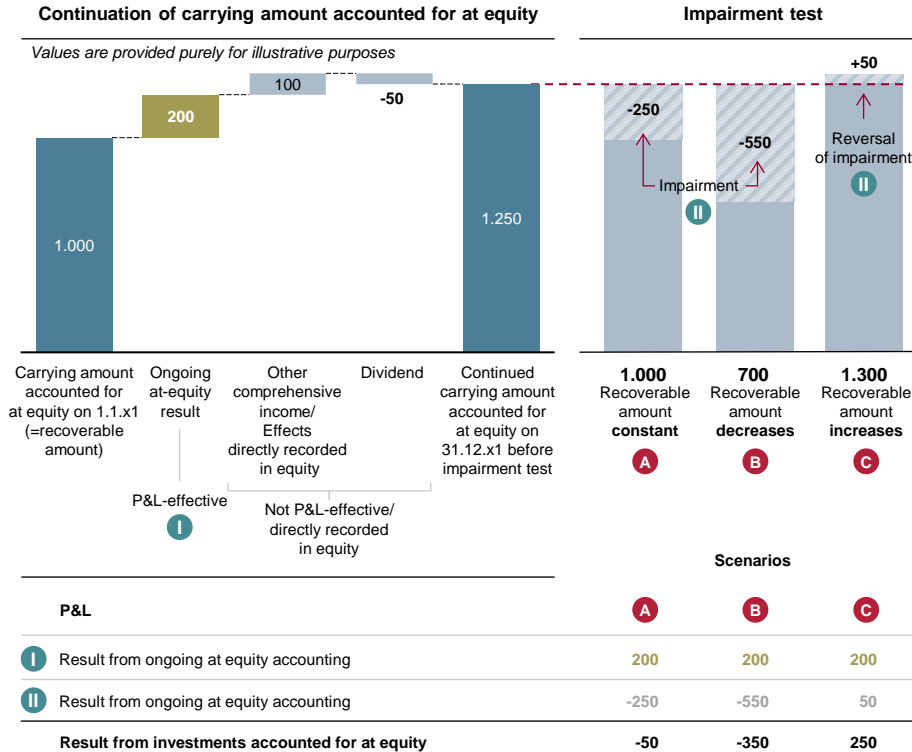 Continuation of carrying amount accounted for at equity
Values are provided purely for illustrative purposes
1.000
200
100
-50
1.250
Carrying amount
accounted for
at equity on 1.1.x1
(=recoverable
amount)
Ongoing
at-equity
result
Other
comprehensive
income/
Effects
directly recorded
in equity
Dividend
Continued
carrying amount
accounted for
at equity on
31.12.x1 before
impairment test
P&L-effective
I
Not P&L-effective/
directly recorded
in equity
Impairment test
-250
-550
+50
Impairment
II
Reversal
of impairment
II
1.000
Recoverable
amount
constant
A
700
Recoverable
amount
decreases
B
1.300
Recoverable
amount
increases
C
Scenarios
P&L A B C
I Result from ongoing at equity accounting 200 200 200
II Result from ongoing at equity accounting -250 -550 50
Result from investments accounted for at equity -50 -350 250